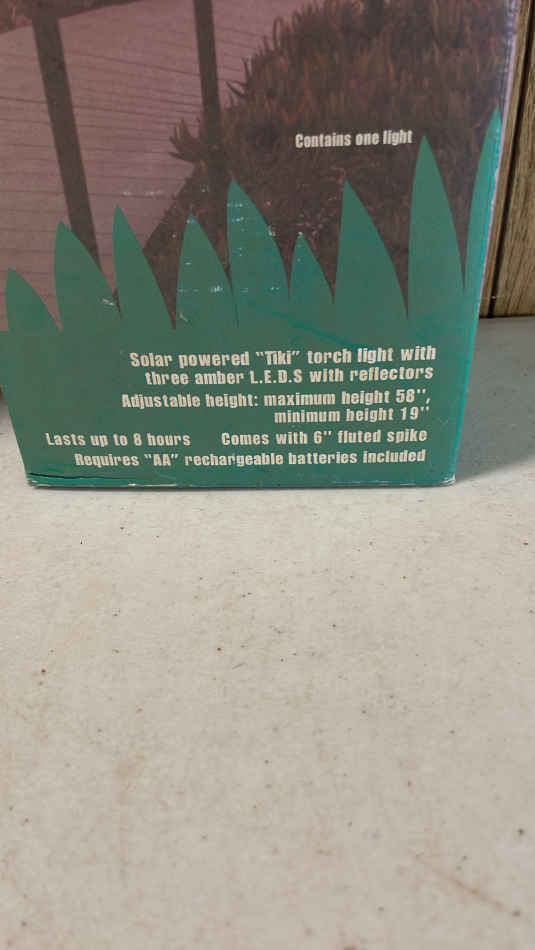 Contains one light
Solar powered "Tiki" torch light with
three amber L.E.D.S with reflectors
Adjustable height: maximum height 58'',
minimum height 19''
Lasts up to 8 hours Comes with 6'' fluted spike
Requires "AA" rechargeable batteries included